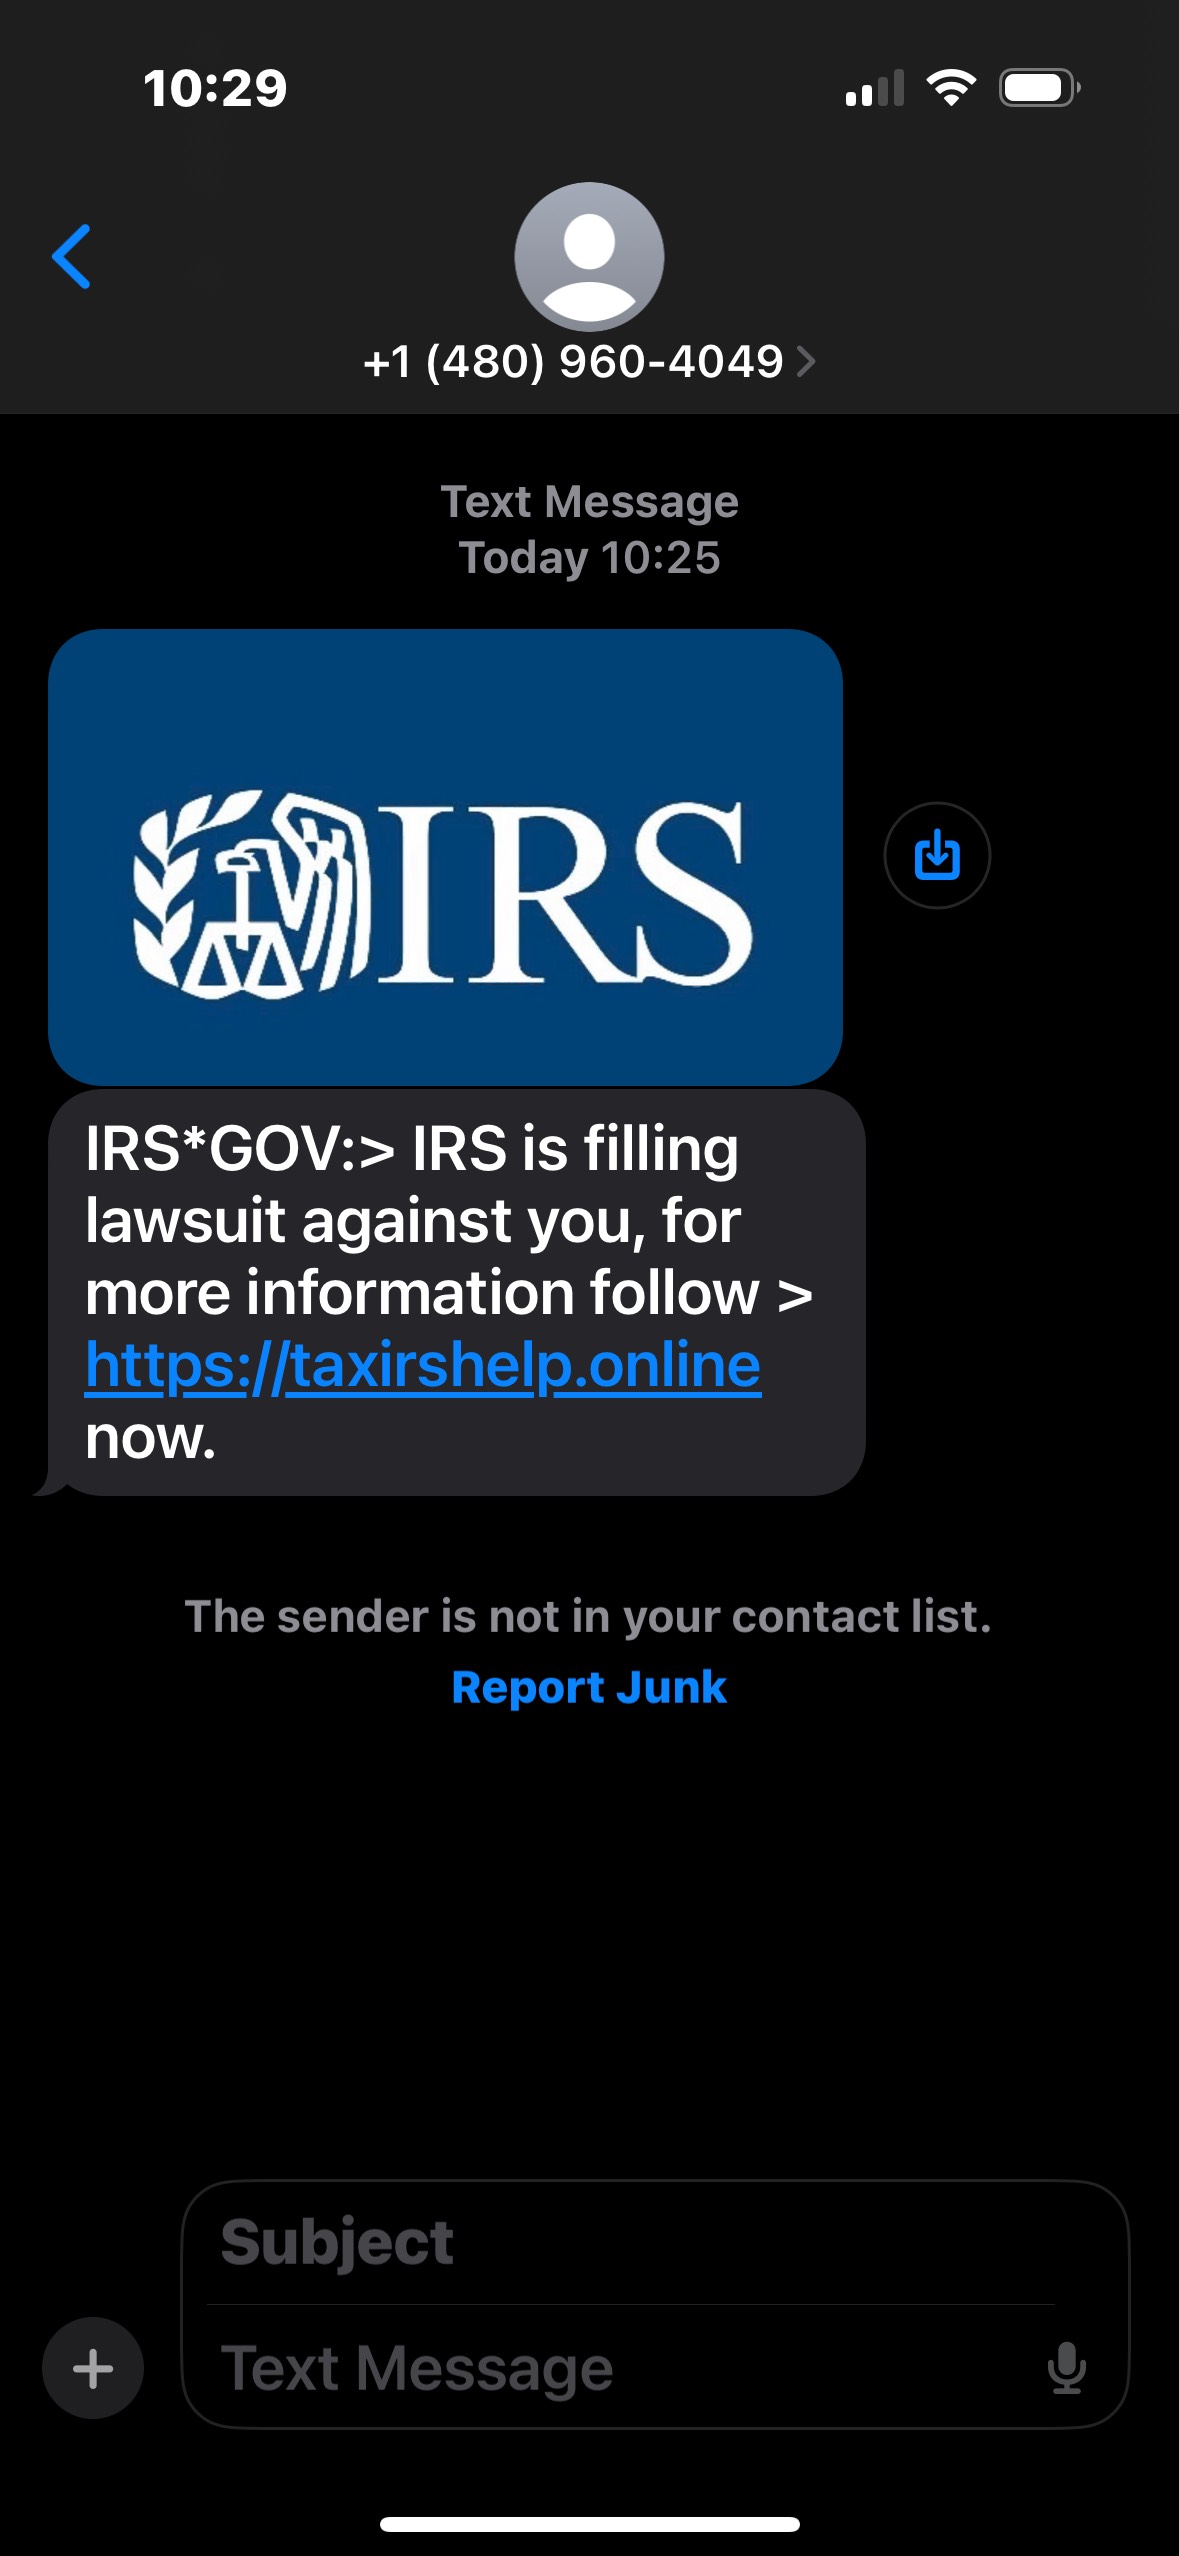 10:29
+1 (480) 960-4049
Text Message
Today 10:25
IRS
IRS*GOV:> IRS is filling
lawsuit against you, for
more information follow >
https://taxirshelp.online
now.
The sender is not in your contact list.
Report Junk
Subject
Text Message